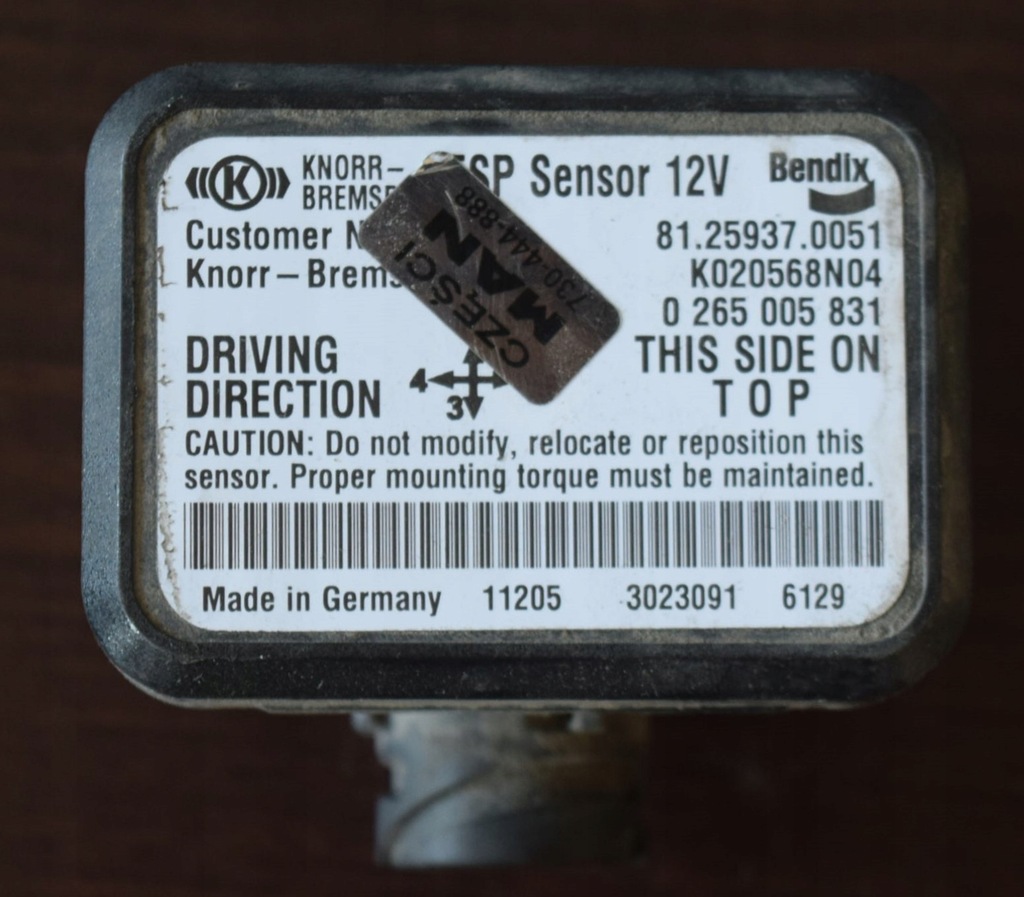 K KNORR-
BREMSE
ESP Sensor 12V
Bendix
Customer N
81.25937.0051
Knorr-Brems
K020568N04
0 265 005 831
CZĘŚCI
MAN
730-444-888
DRIVING
DIRECTION
4
3
THIS SIDE ON
TOP
CAUTION: Do not modify, relocate or reposition this
sensor. Proper mounting torque must be maintained.
Made in Germany 11205 3023091 6129